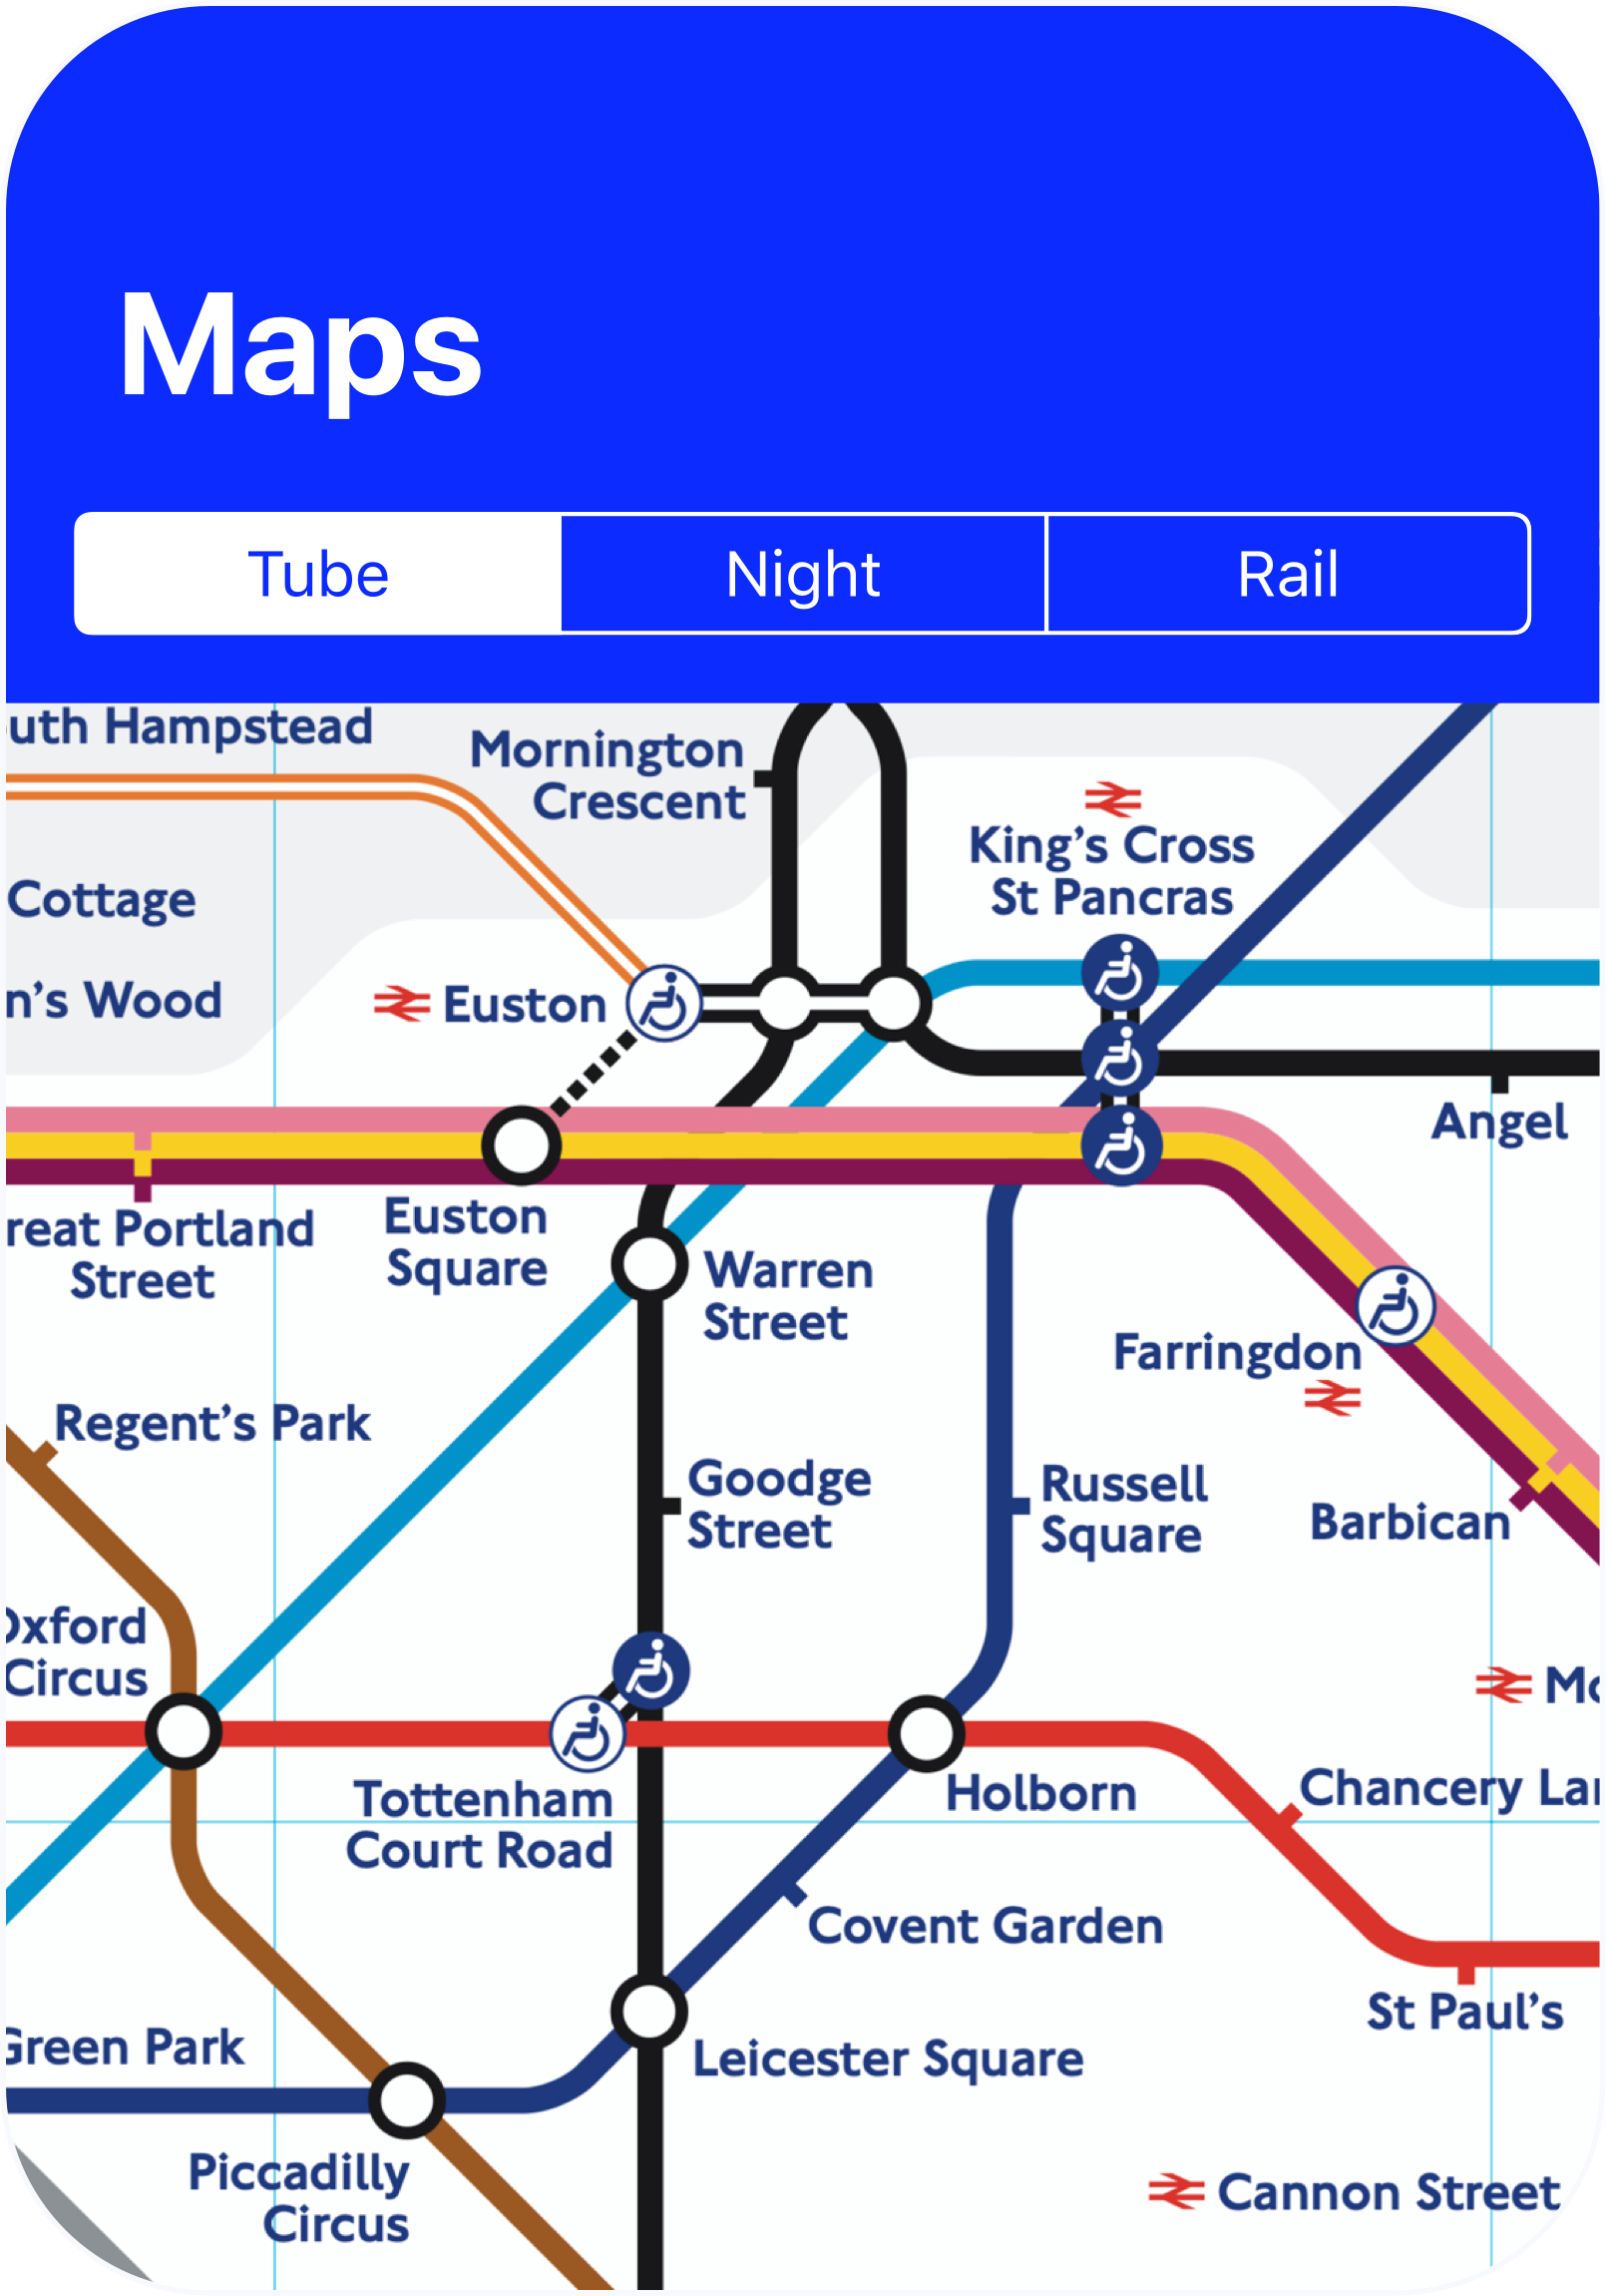 Maps
Tube
Night
Rail
uth Hampstead
Mornington
Crescent
King's Cross
St Pancras
Cottage
n's Wood
Euston
Angel
reat Portland
Street
Euston
Square
Warren
Street
Farringdon
Regent's Park
Goodge
Street
Russell
Square
Barbican
Oxford
Circus
Mo
Tottenham
Court Road
Holborn
Chancery Lan
Covent Garden
St Paul's
Green Park
Leicester Square
Piccadilly
Circus
Cannon Street